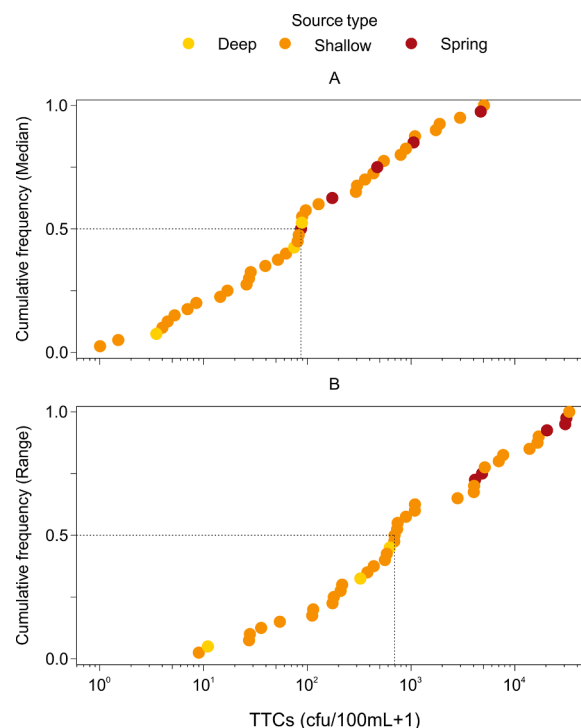 Source type
Deep Shallow Spring
A
Cumulative frequency (Median)
1.0
0.5
0.0
B
Cumulative frequency (Range)
1.0
0.5
0.0
10⁰ 10¹ 10² 10³ 10⁴
TTCs (cfu/100mL+1)